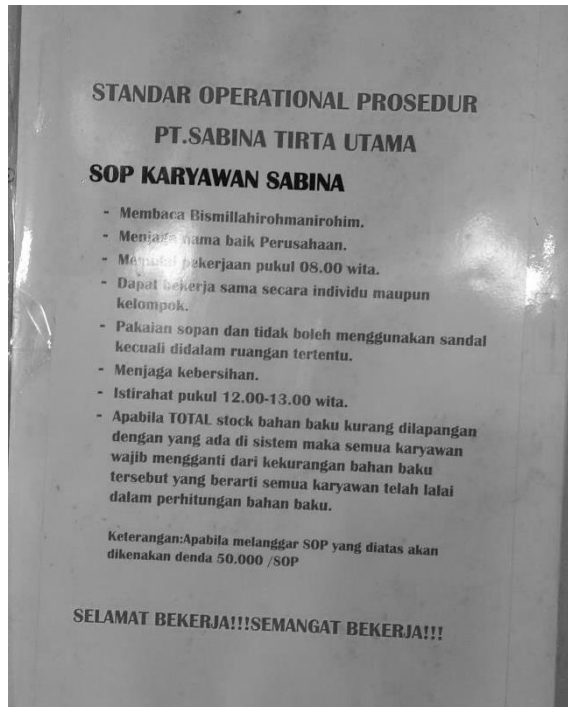 STANDAR OPERATIONAL PROSEDUR
PT.SABINA TIRTA UTAMA
SOP KARYAWAN SABINA
- Membaca Bismillahirohmanirohim.
- Menjaga nama baik Perusahaan.
- Memulai pekerjaan pukul 08.00 wita.
- Dapat bekerja sama secara individu maupun
kelompok.
- Pakaian sopan dan tidak boleh menggunakan sandal
kecuali didalam ruangan tertentu.
- Menjaga kebersihan.
- Istirahat pukul 12.00-13.00 wita.
- Apabila TOTAL stock bahan baku kurang dilapangan
dengan yang ada di sistem maka semua karyawan
wajib mengganti dari kekurangan bahan baku
tersebut yang berarti semua karyawan telah lalai
dalam perhitungan bahan baku.
Keterangan:Apabila melanggar SOP yang diatas akan
dikenakan denda 50.000 /SOP
SELAMAT BEKERJA!!!SEMANGAT BEKERJA!!!